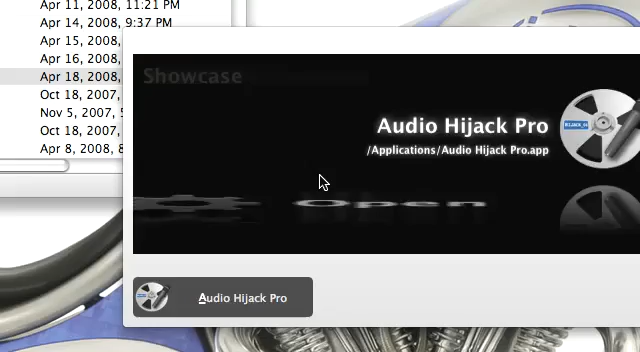 Apr 11, 2008, 11:21 PM
Apr 14, 2008, 9:37 PM
Apr 15, 2008,
Apr 16, 2008,
Apr 18, 2008,
Oct 18, 2007,
Nov 5, 2007,
Oct 18, 2007,
Apr 8, 2008, 8
Showcase
Audio Hijack Pro
/Applications/Audio Hijack Pro.app
Open
Audio Hijack Pro